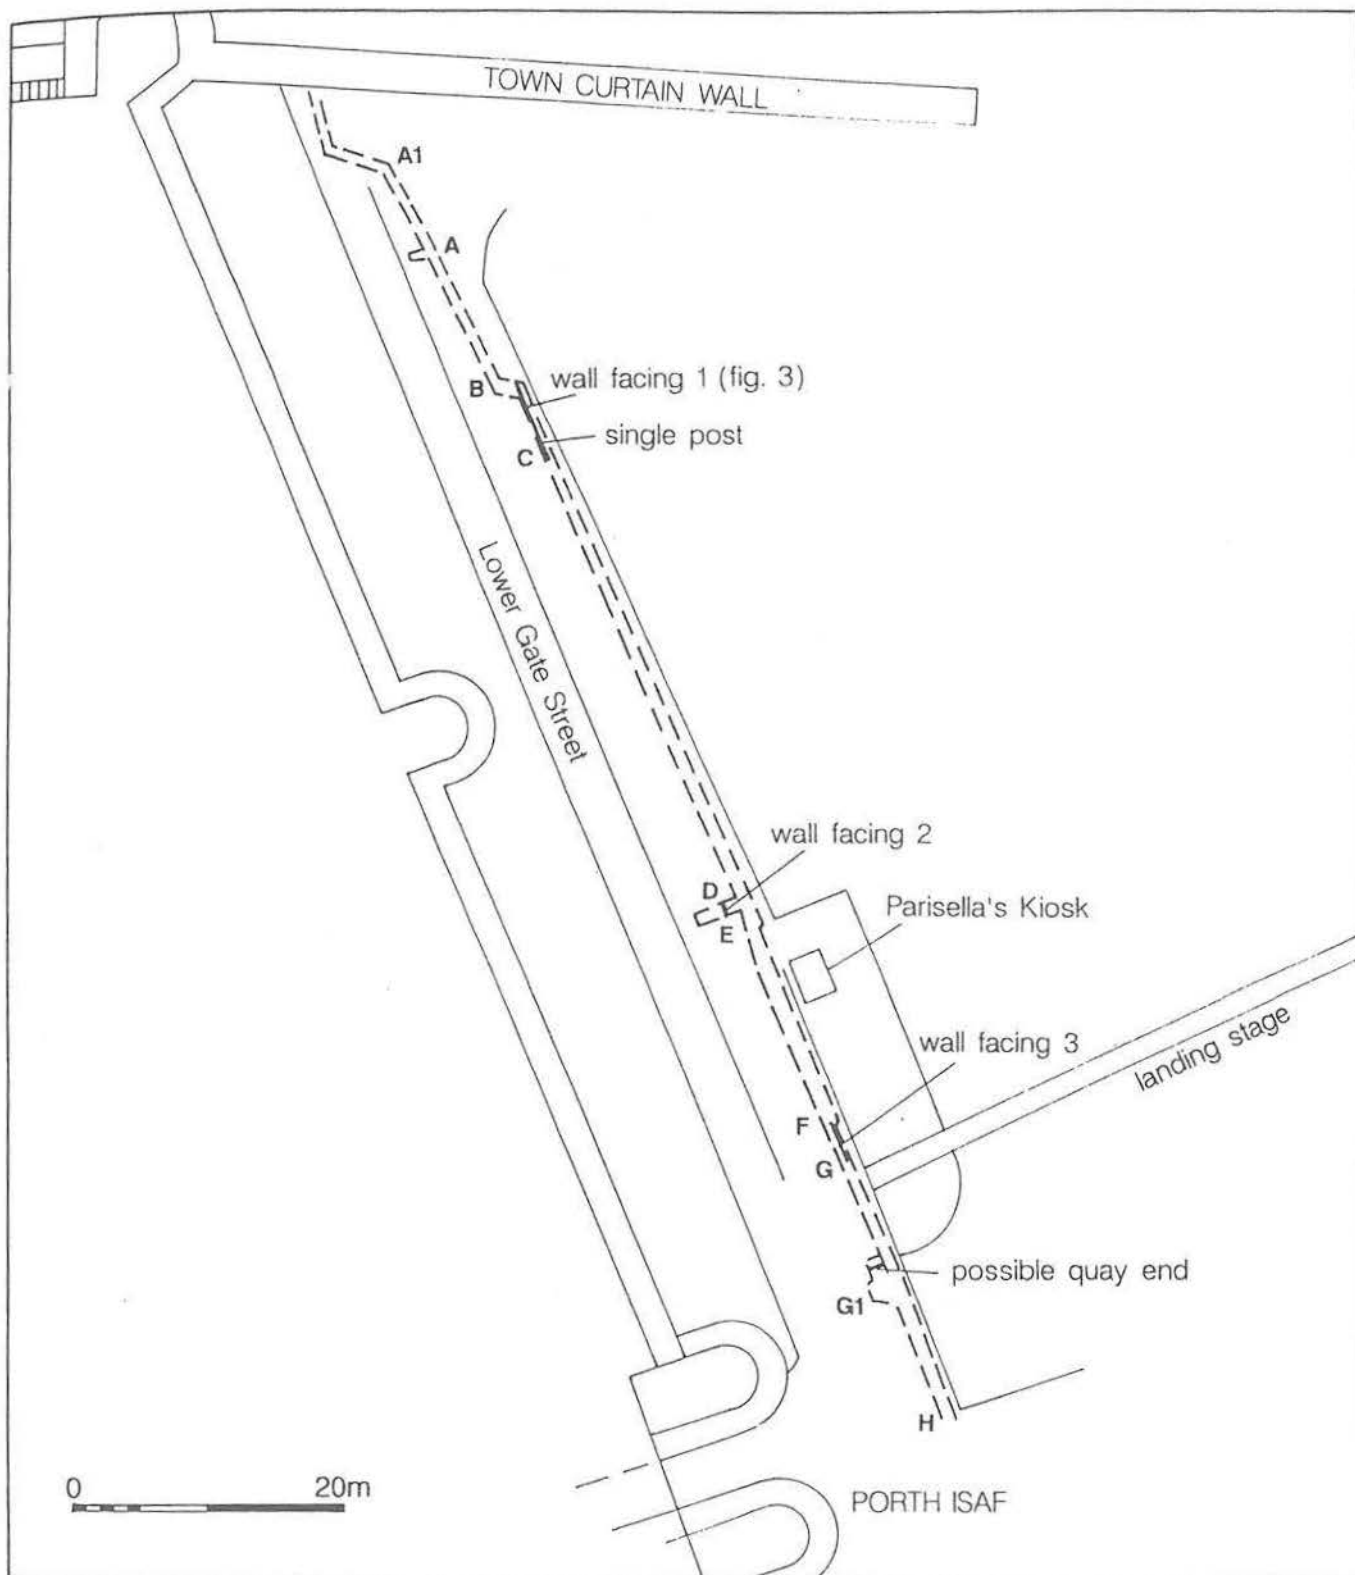 TOWN CURTAIN WALL
A1
A
wall facing 1 (fig. 3)
B
single post
C
Lower Gate Street
wall facing 2
D
Parisella's Kiosk
E
wall facing 3
landing stage
F
G
possible quay end
G1
H
0 20m
PORTH ISAF